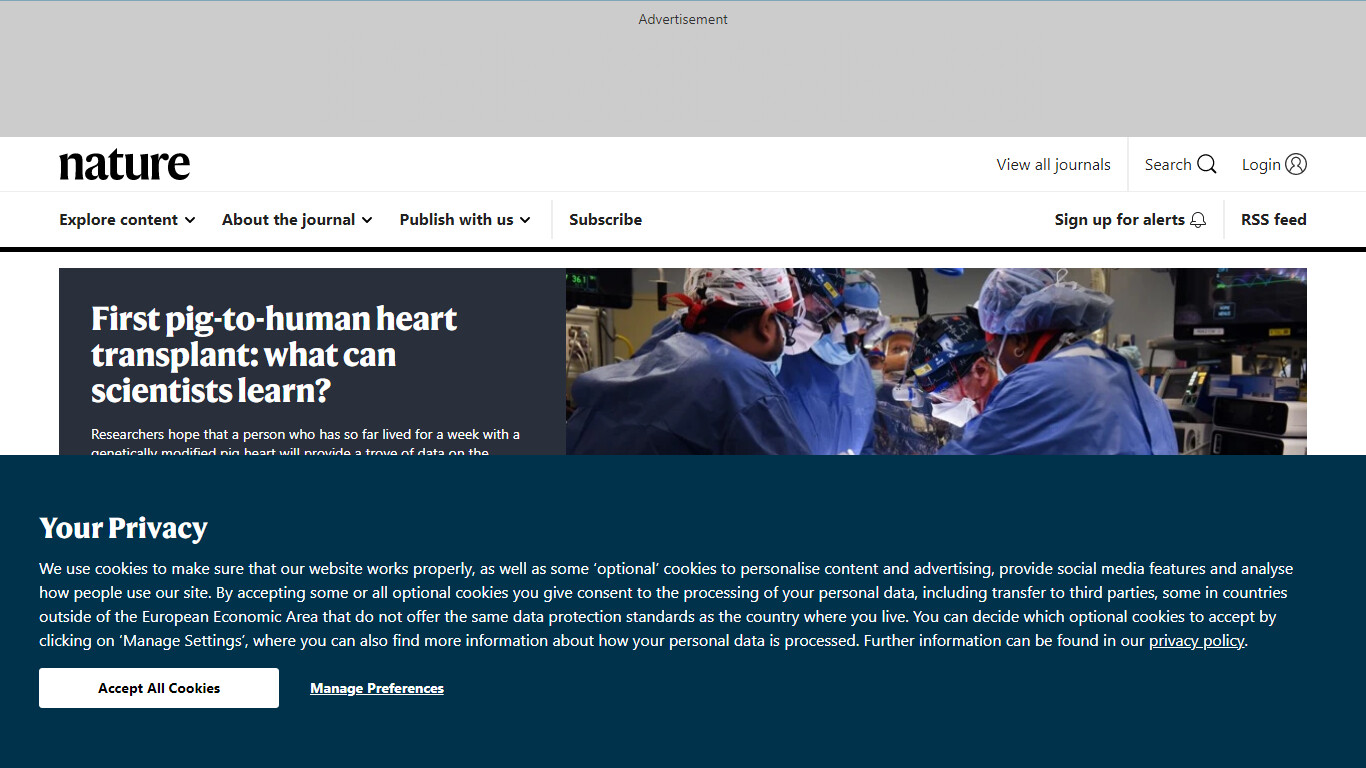 Advertisement
nature
View all journals
Search
Login
Explore content
About the journal
Publish with us
Subscribe
Sign up for alerts
RSS feed
First pig-to-human heart
transplant: what can
scientists learn?
Researchers hope that a person who has so far lived for a week with a
genetically modified pig heart will provide a trove of data on the
361
Your Privacy
We use cookies to make sure that our website works properly, as well as some ‘optional’ cookies to personalise content and advertising, provide social media features and analyse
how people use our site. By accepting some or all optional cookies you give consent to the processing of your personal data, including transfer to third parties, some in countries
outside of the European Economic Area that do not offer the same data protection standards as the country where you live. You can decide which optional cookies to accept by
clicking on ‘Manage Settings’, where you can also find more information about how your personal data is processed. Further information can be found in our privacy policy.
Accept All Cookies
Manage Preferences